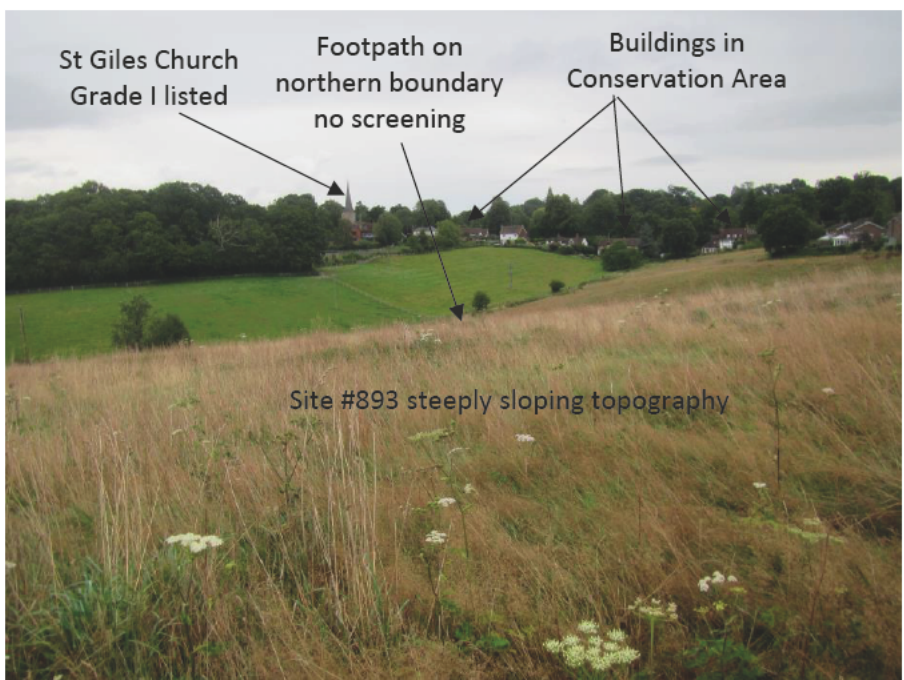 St Giles Church
Grade I listed
Footpath on
northern boundary
no screening
Buildings in
Conservation Area
Site #893 steeply sloping topography